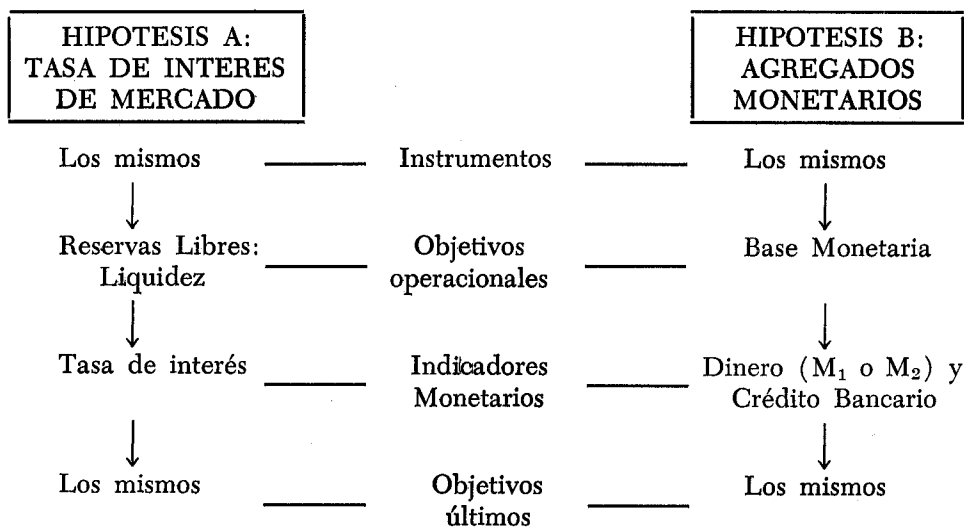 HIPOTESIS A:
TASA DE INTERES
DE MERCADO
HIPOTESIS B:
AGREGADOS
MONETARIOS
Los mismos
Instrumentos
Los mismos
Reservas Libres:
Liquidez
Objetivos
operacionales
Base Monetaria
Tasa de interés
Indicadores
Monetarios
Dinero (M₁ o M₂) y
Crédito Bancario
Los mismos
Objetivos
últimos
Los mismos